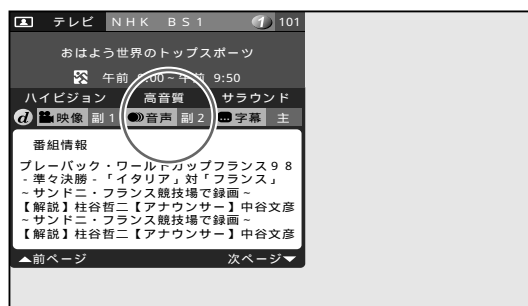 テレビ NHK BS1 1 101
おはよう世界のトップスポーツ
午前 8:00~午前 9:50
ハイビジョン 高音質 サラウンド
d 映像 副1 音声 副2 字幕 主
番組情報
プレーバック・ワールドカップフランス98
-準々決勝-「イタリア」対「フランス」
~サンドニ・フランス競技場で録画~
【解説】柱谷哲二【アナウンサー】中谷文彦
~サンドニ・フランス競技場で録画~
【解説】柱谷哲二【アナウンサー】中谷文彦
▲前ページ 次ページ▼